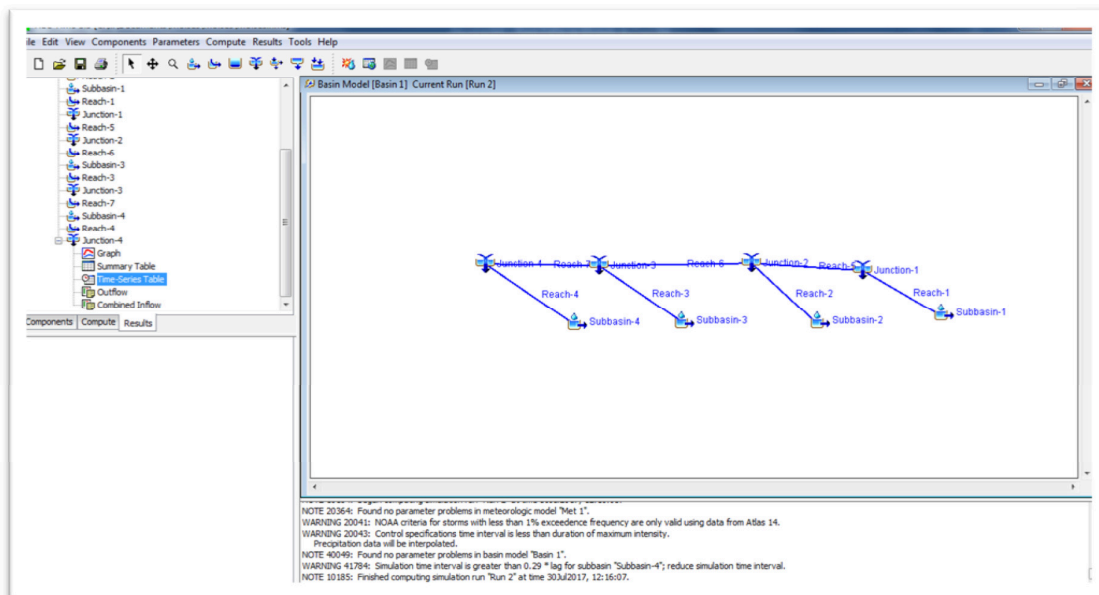 Edit View Components Parameters Compute Results Tools Help
Basin Model [Basin 1] Current Run [Run 2]
Subbasin-1
Reach-1
Junction-1
Reach-5
Junction-2
Reach-6
Subbasin-3
Reach-3
Junction-3
Reach-7
Subbasin-4
Reach-4
Junction-4
Graph
Summary Table
Time-Series Table
Outflow
Combined Inflow
Components Compute Results
Junction-4 Reach-7 Junction-3 Reach-6 Junction-2 Reach-5 Junction-1
Reach-4 Reach-3 Reach-2 Reach-1
Subbasin-4 Subbasin-3 Subbasin-2 Subbasin-1
NOTE 20364: Found no parameter problems in meteorologic model "Met 1".
WARNING 20041: NOAA criteria for storms with less than 1% exceedence frequency are only valid using data from Atlas 14.
WARNING 20043: Control specifications time interval is less than duration of maximum intensity.
Precipitation data will be interpolated.
NOTE 40049: Found no parameter problems in basin model "Basin 1".
WARNING 41784: Simulation time interval is greater than 0.29 * lag for subbasin "Subbasin-4"; reduce simulation time interval.
NOTE 10185: Finished computing simulation run "Run 2" at time 30Jul2017, 12:16:07.